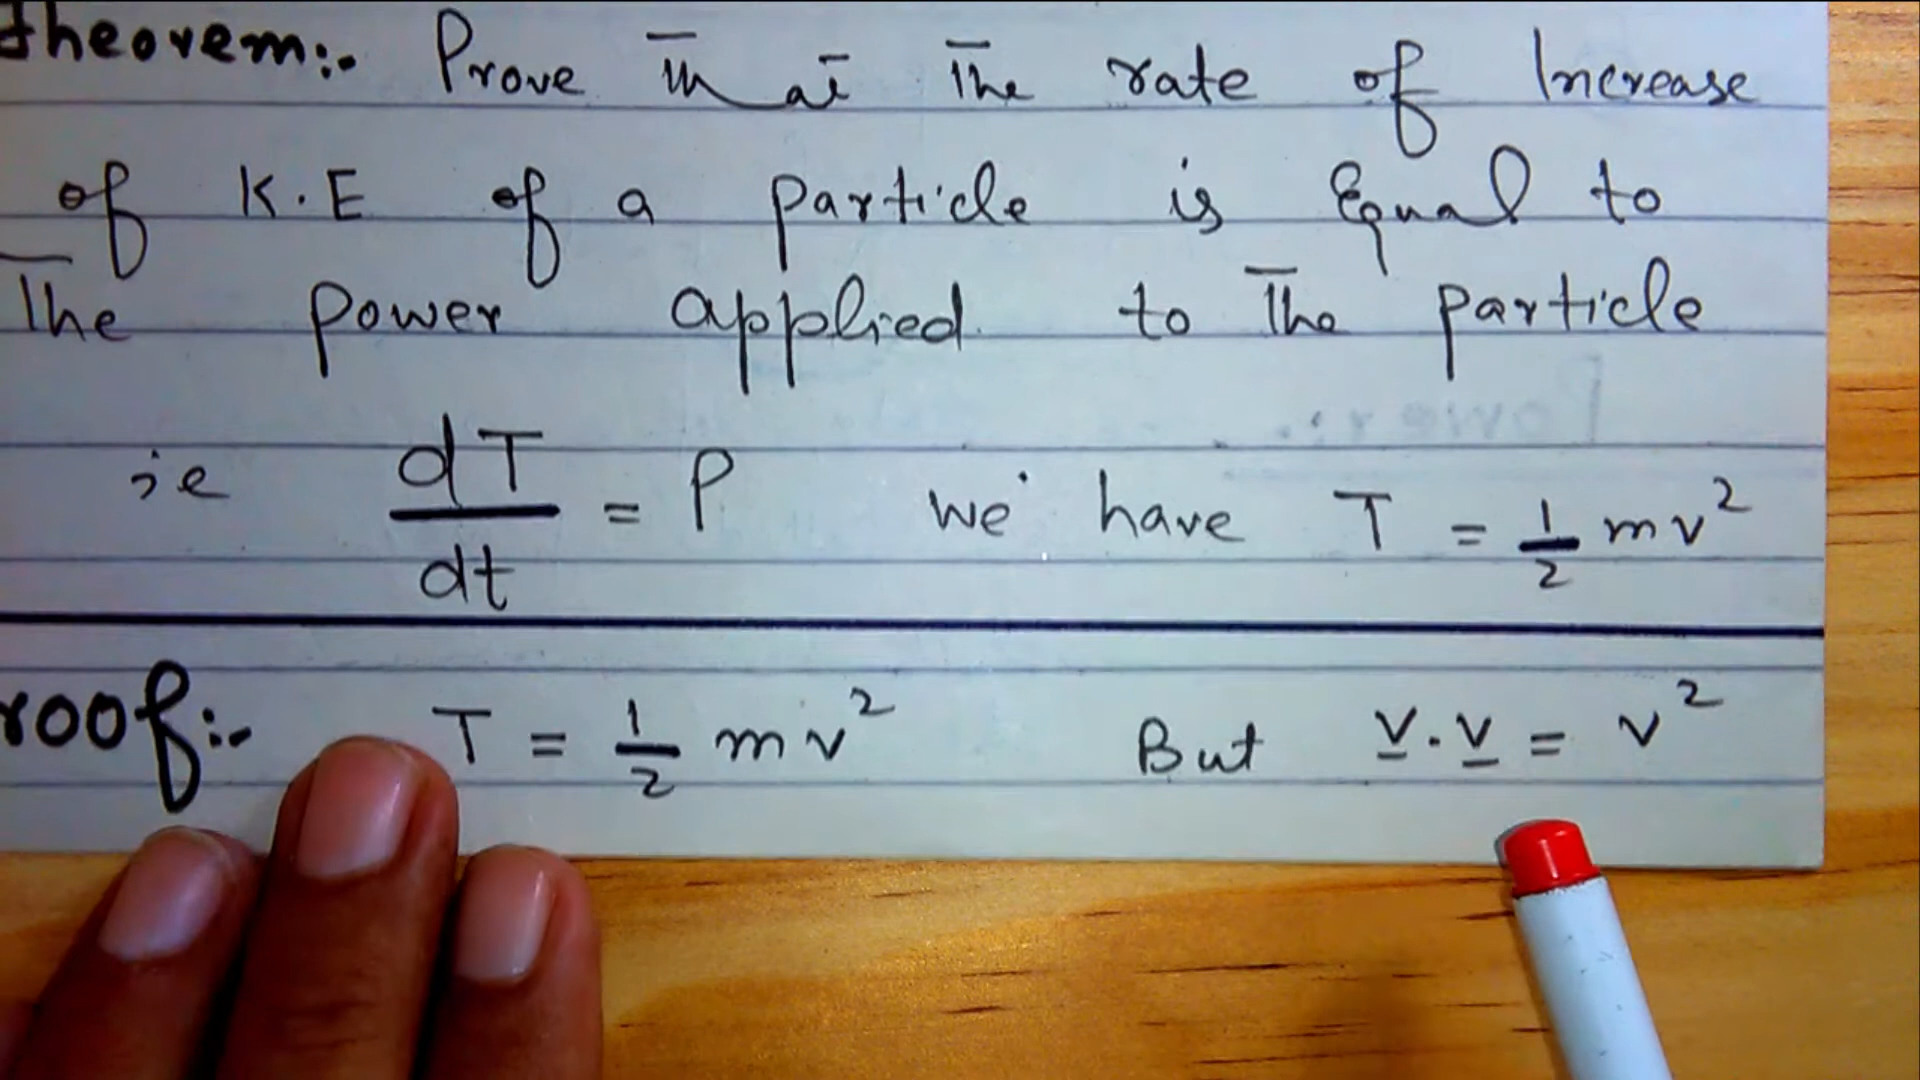 Theorem:- Prove that the rate of Increase
of K.E of a particle is Equal to
The power applied to The particle
ie dT/dt = P we have T = 1/2 mv²
roof:- T = 1/2 mv² But v.v = v²